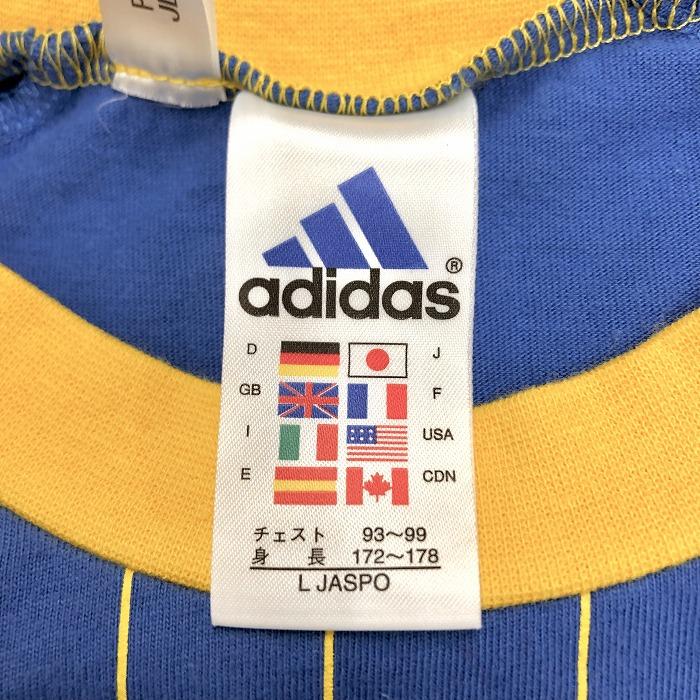 adidas®
D J
GB F
I USA
E CDN
チェスト 93～99
身 長 172～178
L JASPO